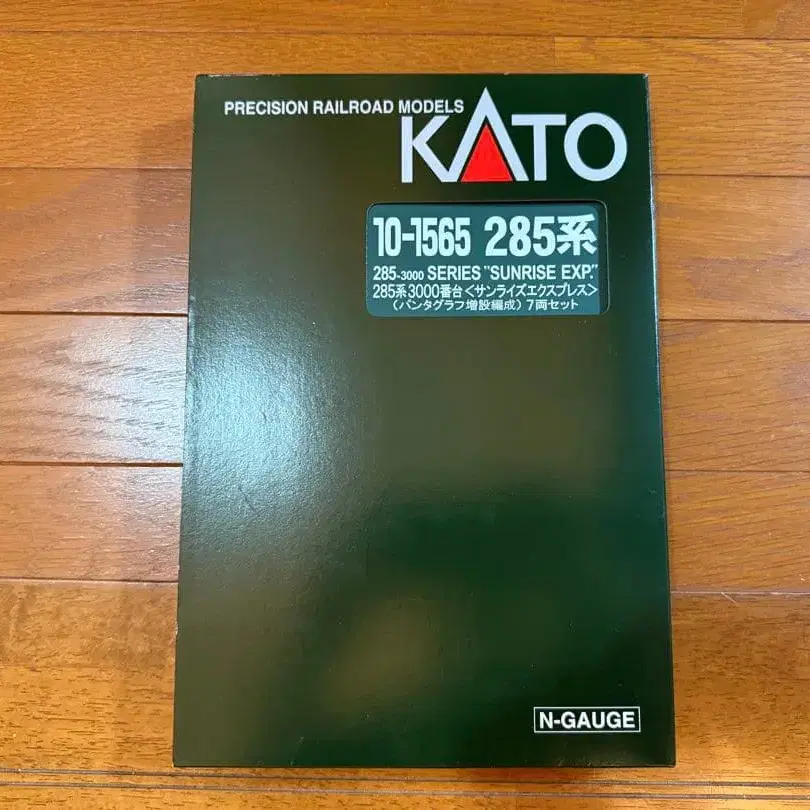 PRECISION RAILROAD MODELS
KATO
10-1565 285系
285-3000 SERIES "SUNRISE EXP."
285系3000番台<サンライズエクスプレス>
(パンタグラフ増設編成) 7両セット
N-GAUGE